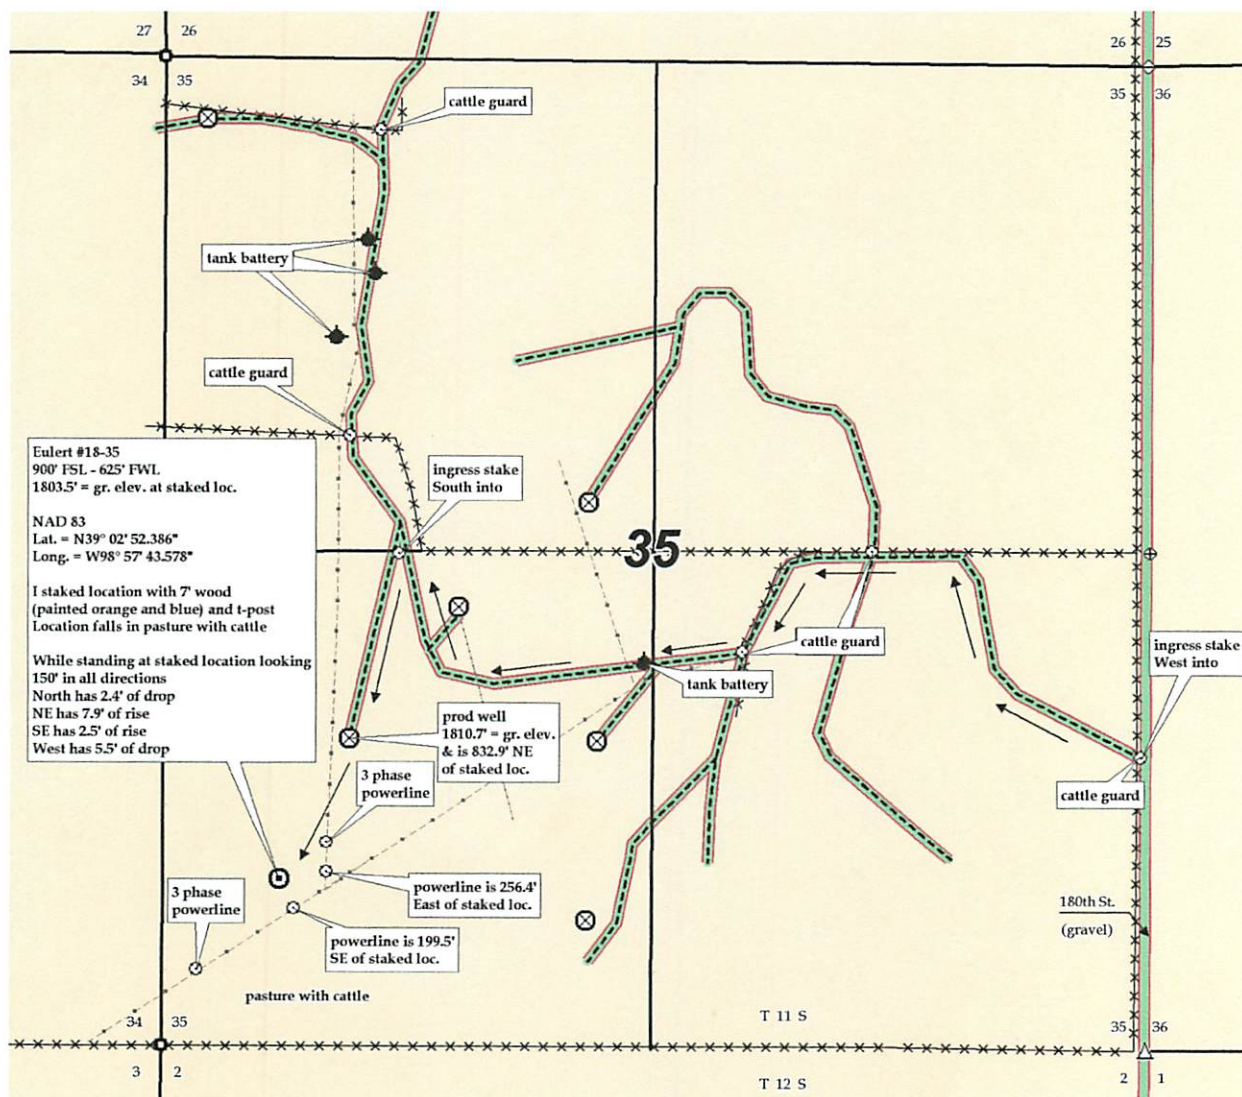 27
26
26
25
34
35
35
36
cattle guard
tank battery
cattle guard
Eulert #18-35
900' FSL - 625' FWL
1803.5' = gr. elev. at staked loc.
NAD 83
Lat. = N39° 02' 52.386"
Long. = W98° 57' 43.578"
I staked location with 7' wood
(painted orange and blue) and t-post
Location falls in pasture with cattle
While standing at staked location looking
150' in all directions
North has 2.4' of drop
NE has 7.9' of rise
SE has 2.5' of rise
West has 5.5' of drop
ingress stake
South into
35
cattle guard
ingress stake
West into
tank battery
prod well
1810.7' = gr. elev.
& is 832.9' NE
of staked loc.
3 phase
powerline
cattle guard
3 phase
powerline
powerline is 256.4'
East of staked loc.
180th St.
(gravel)
powerline is 199.5'
SE of staked loc.
pasture with cattle
34
35
T 11 S
35
36
3
2
T 12 S
2
1